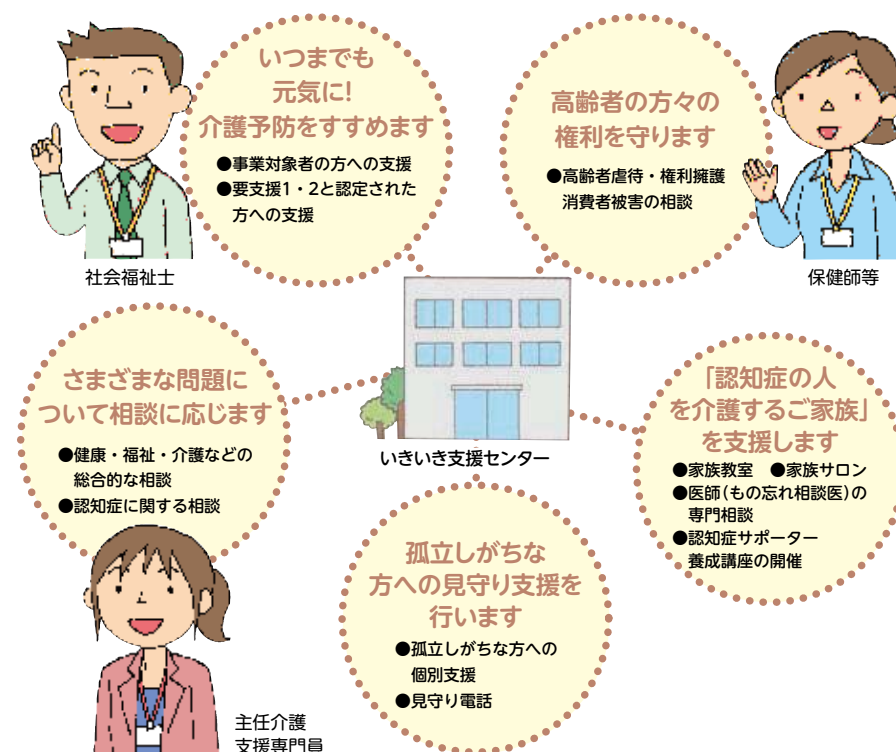 いつまでも
元気に!
介護予防をすすめます
●事業対象者の方への支援
●要支援1・2と認定された
方への支援
社会福祉士
高齢者の方々の
権利を守ります
●高齢者虐待・権利擁護
消費者被害の相談
保健師等
さまざまな問題に
ついて相談に応じます
●健康・福祉・介護などの
総合的な相談
●認知症に関する相談
主任介護
支援専門員
いきいき支援センター
孤立しがちな
方への見守り支援を
行います
●孤立しがちな方への
個別支援
●見守り電話
「認知症の人
を介護するご家族」
を支援します
●家族教室 ●家族サロン
●医師(もの忘れ相談医)の
専門相談
●認知症サポーター
養成講座の開催